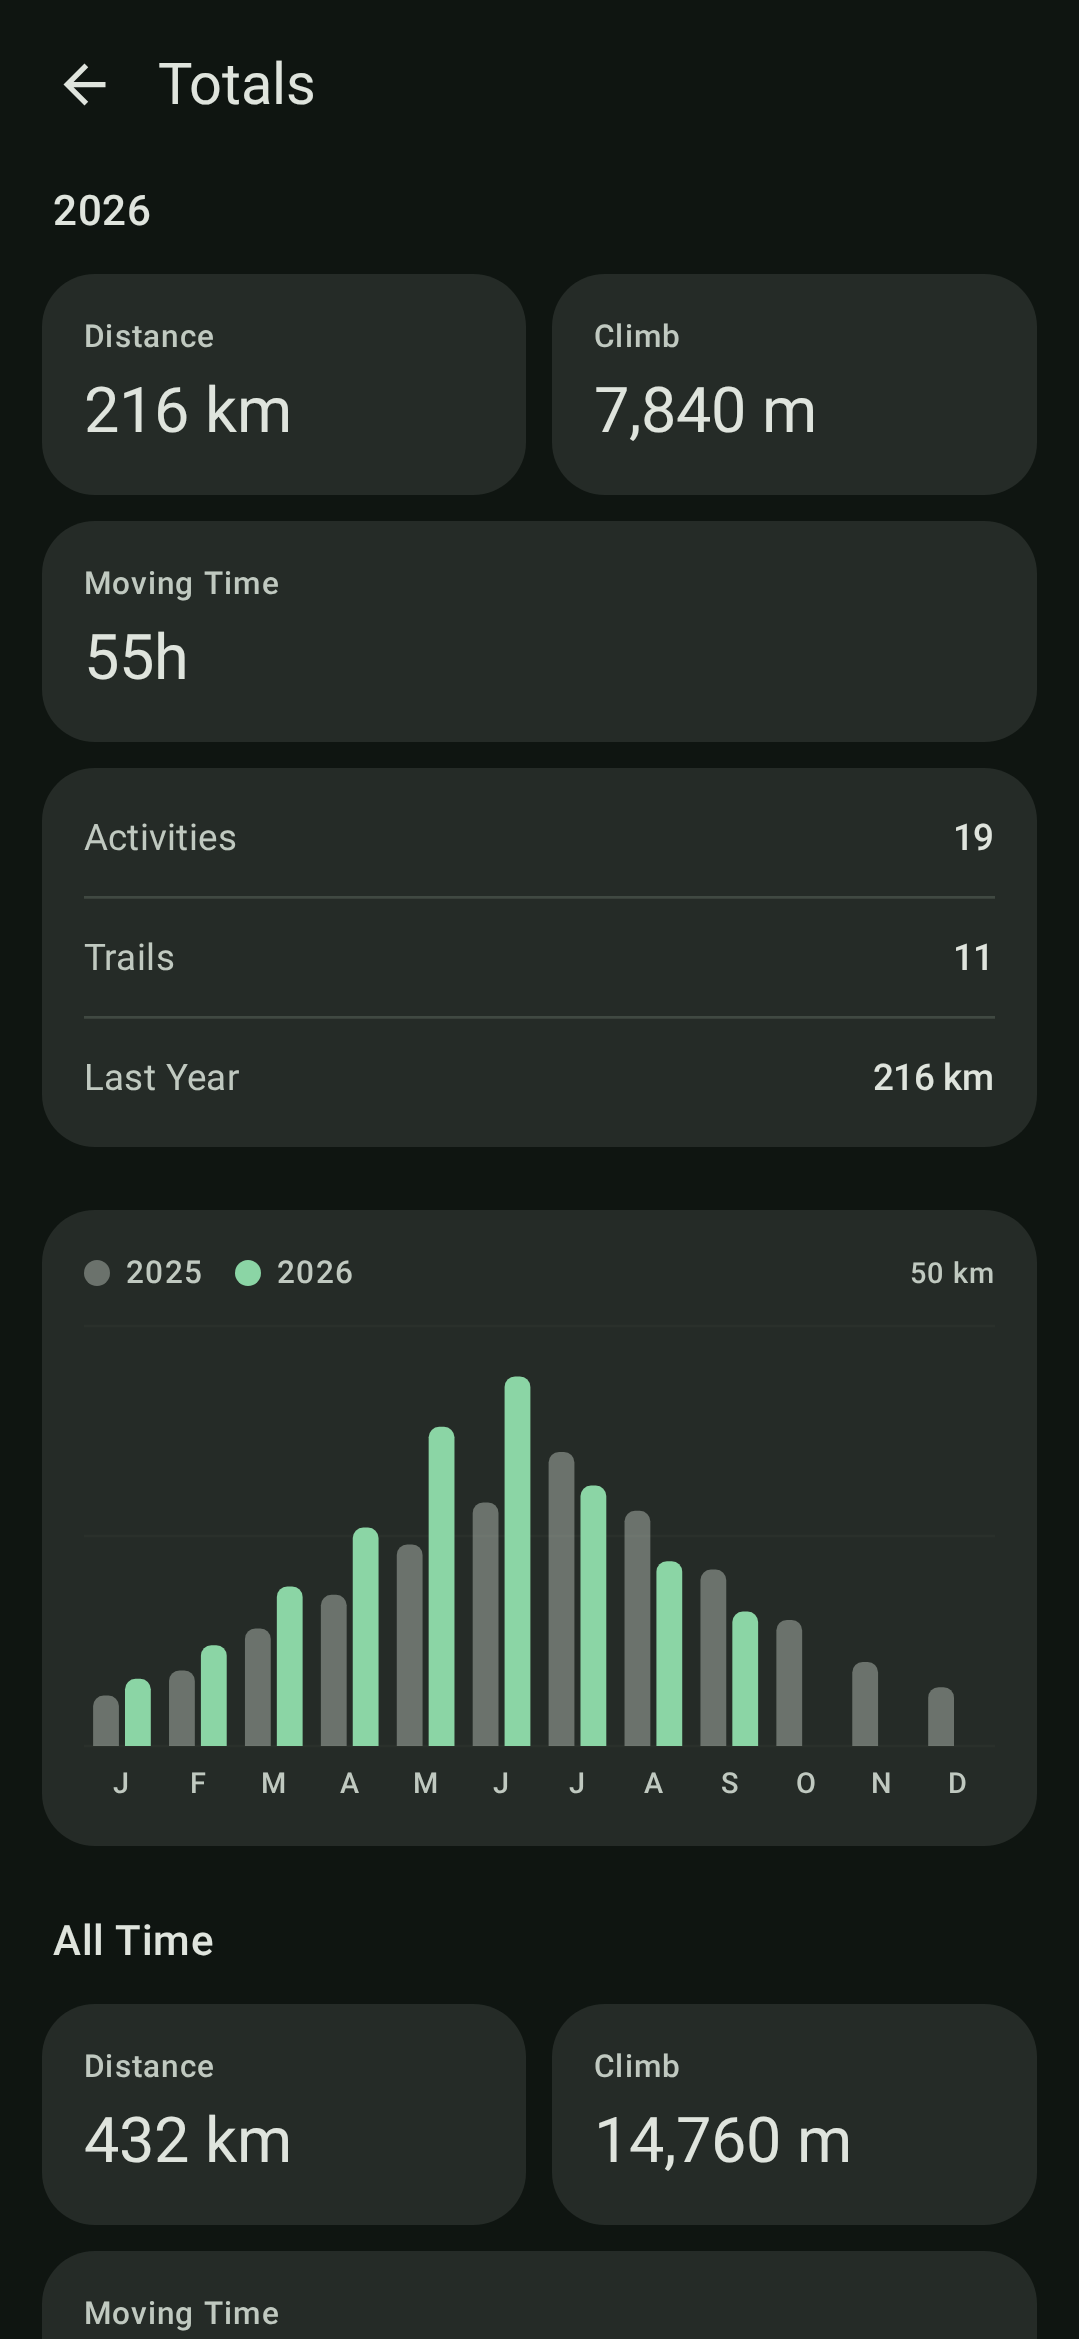 Totals
2026
Distance
216 km
Climb
7,840 m
Moving Time
55h
Activities 19
Trails 11
Last Year 216 km
2025 2026 50 km
J F M A M J J A S O N D
All Time
Distance
432 km
Climb
14,760 m
Moving Time